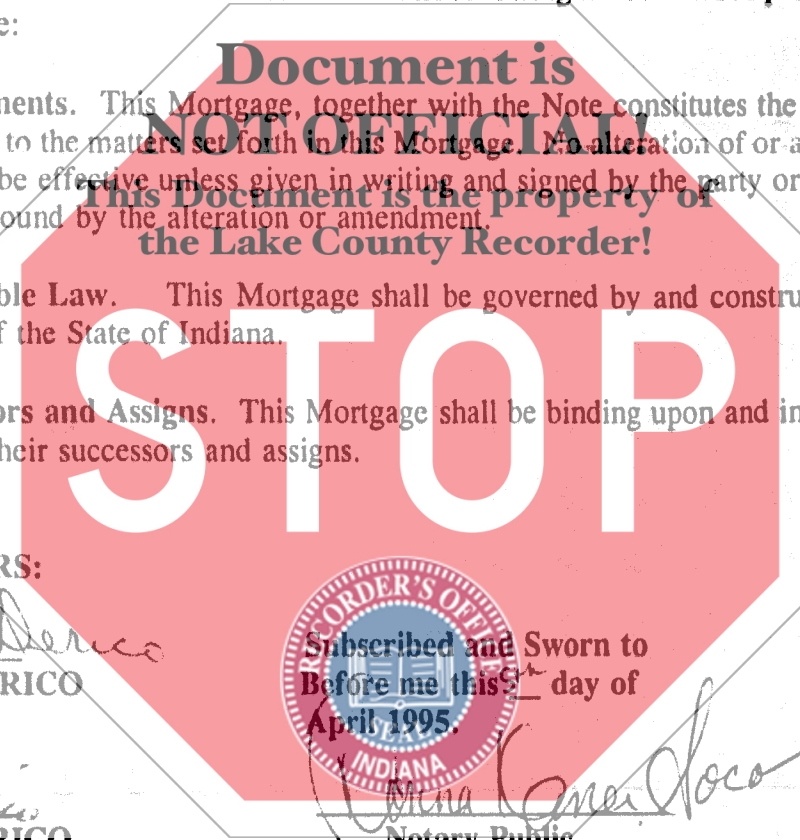 e:
Document is
nents. This Mortgage, together with the Note constitutes the
NOT OFFICIAL!
to the matters set forth in this Mortgage. No alteration of or a
be effective unless given in writing and signed by the party or
This Document is the property of
ound by the alteration or amendment.
the Lake County Recorder!
ble Law. This Mortgage shall be governed by and constru
f the State of Indiana.
STOP
ors and Assigns. This Mortgage shall be binding upon and in
heir successors and assigns.
RS:
RECORDER'S OFFICE
Derico
Subscribed and Sworn to
RICO
Before me this 5th day of
SEAL
April 1995.
INDIANA
RICO
Notary Public